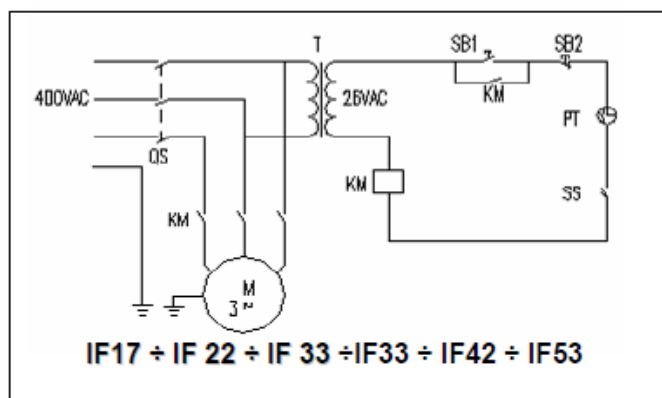 T
SB1
SB2
400VAC
26VAC
KM
PT
QS
KM
SS
KM
M
3~
IF17 ÷ IF 22 ÷ IF 33 ÷IF33 ÷ IF42 ÷ IF53